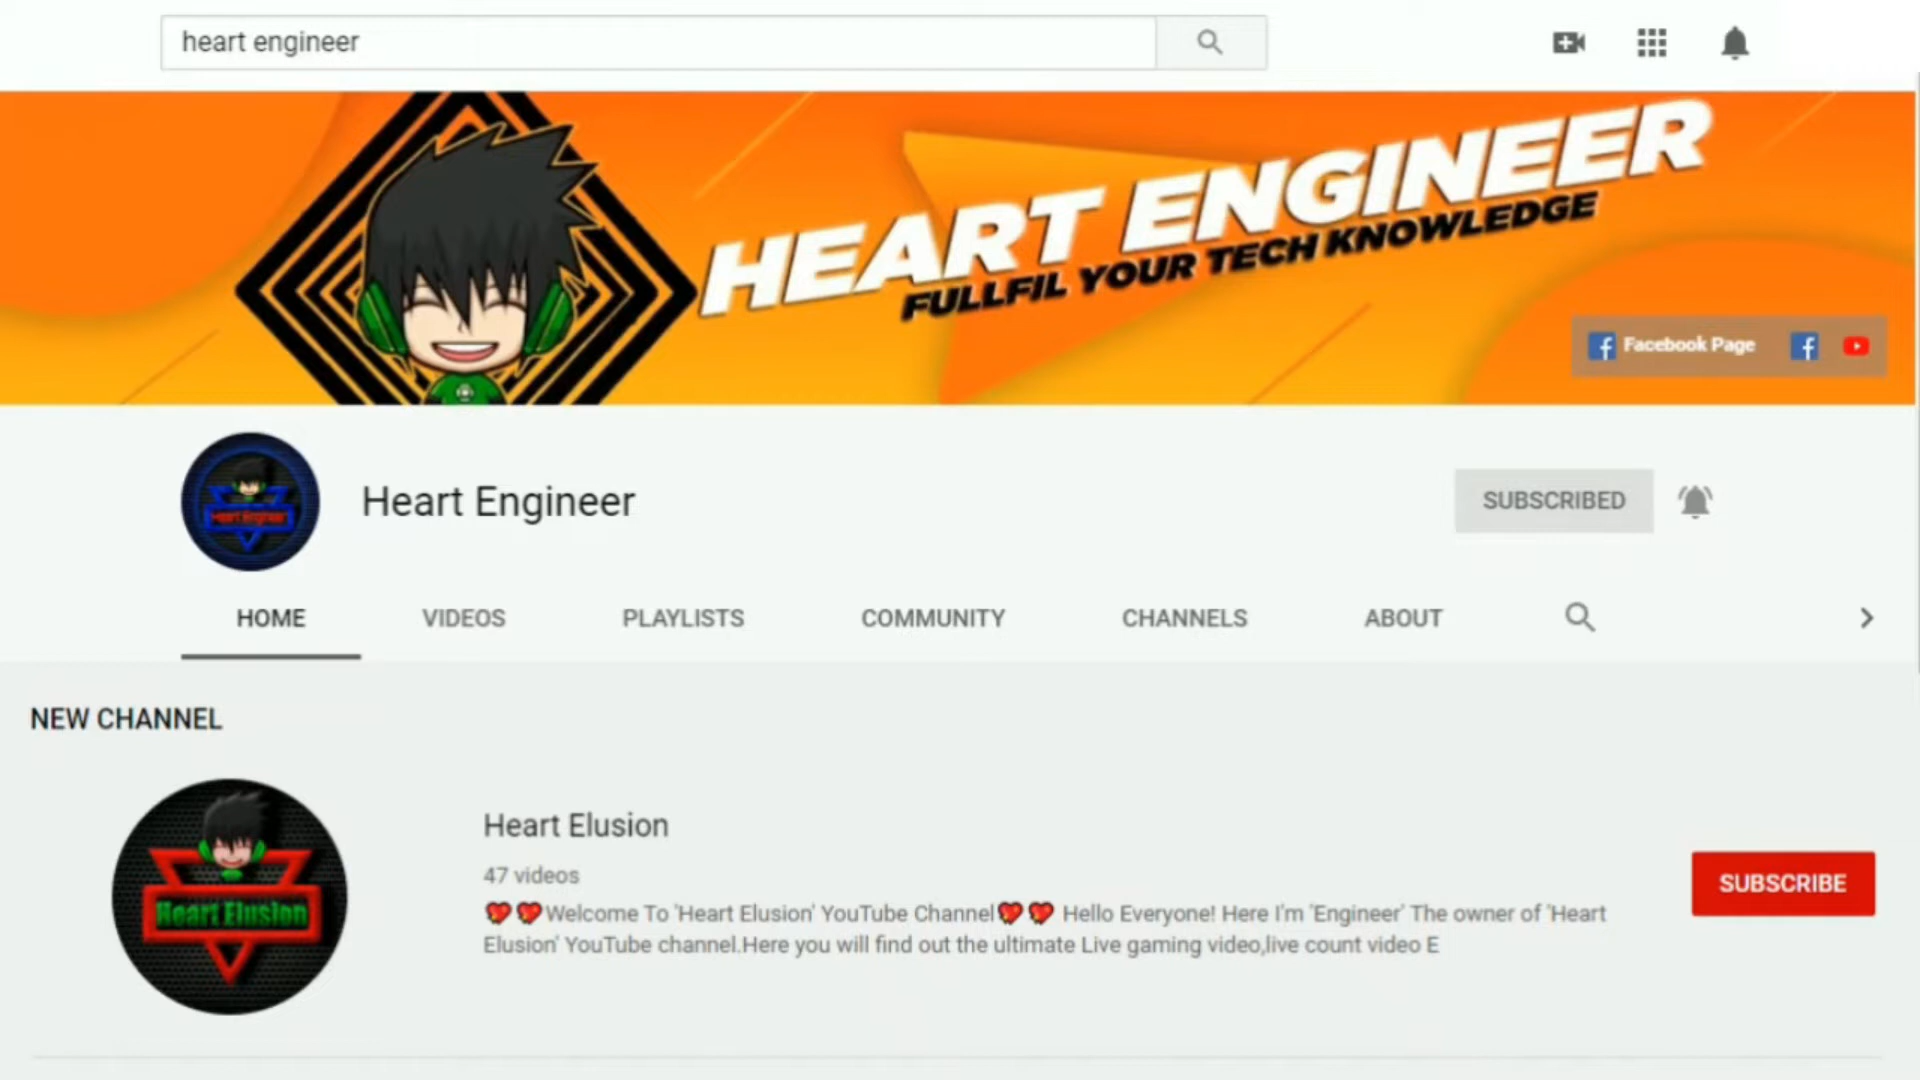 heart engineer
HEART ENGINEER
FULLFIL YOUR TECH KNOWLEDGE
Facebook Page
Heart Engineer
Heart Engineer
SUBSCRIBED
HOME VIDEOS PLAYLISTS COMMUNITY CHANNELS ABOUT
NEW CHANNEL
Heart Elusion
Heart Elusion
47 videos
💖💖Welcome To 'Heart Elusion' YouTube Channel💖💖 Hello Everyone! Here I'm 'Engineer' The owner of 'Heart
Elusion' YouTube channel.Here you will find out the ultimate Live gaming video,live count video E
SUBSCRIBE